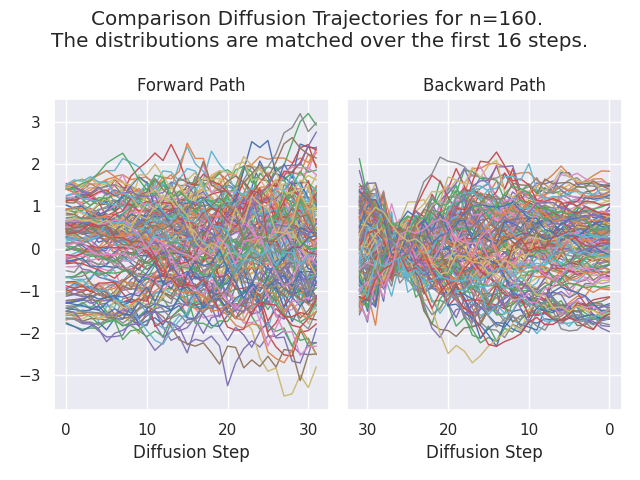 Comparison Diffusion Trajectories for n=160.
The distributions are matched over the first 16 steps.
Forward Path
Backward Path
3
2
1
0
−1
−2
−3
0 10 20 30
30 20 10 0
Diffusion Step
Diffusion Step